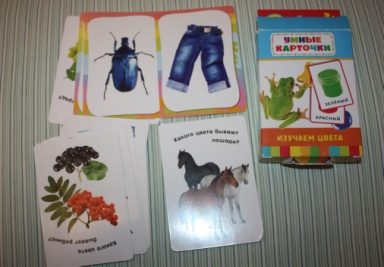 УМНЫЕ
КАРТОЧКИ
ЗЕЛЁНЫЙ
КРАСНЫЙ
ИЗУЧАЕМ ЦВЕТА
Какого цвета бывают
лошади?
Какого цвета
бывает рябина?